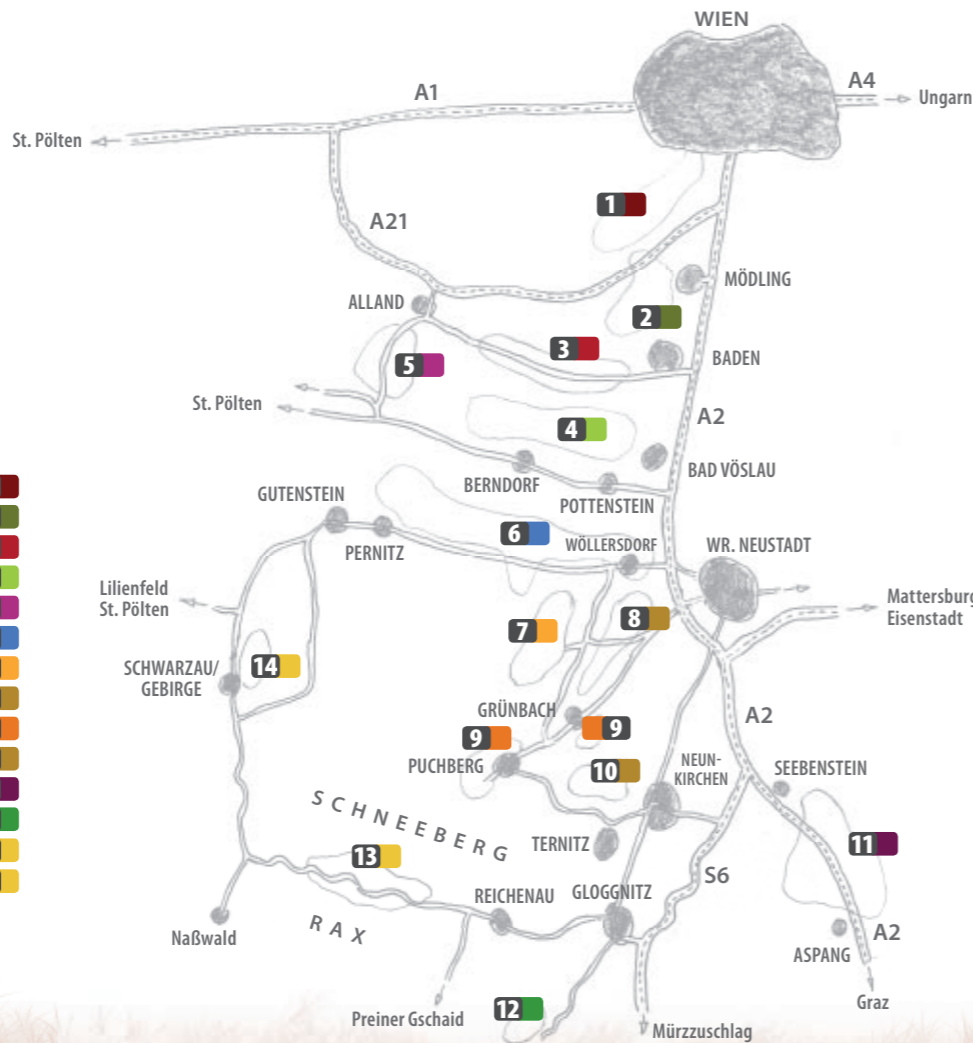 WIEN
A4
Ungarn
A1
St. Pölten
1
A21
MÖDLING
ALLAND
2
3
BADEN
5
St. Pölten
A2
4
BAD VÖSLAU
BERNDORF
POTTENSTEIN
GUTENSTEIN
6
PERNITZ
WÖLLERSDORF
WR. NEUSTADT
Lilienfeld
St. Pölten
Mattersburg
Eisenstadt
7
8
14
SCHWARZAU/
GEBIRGE
GRÜNBACH
A2
9
9
PUCHBERG
10
NEUN-
KIRCHEN
SEEBENSTEIN
SCHNEEBERG
TERNITZ
11
13
S6
REICHENAU
GLOGGNITZ
RAX
Naßwald
A2
ASPANG
Graz
12
Preiner Gschaid
Mürzzuschlag